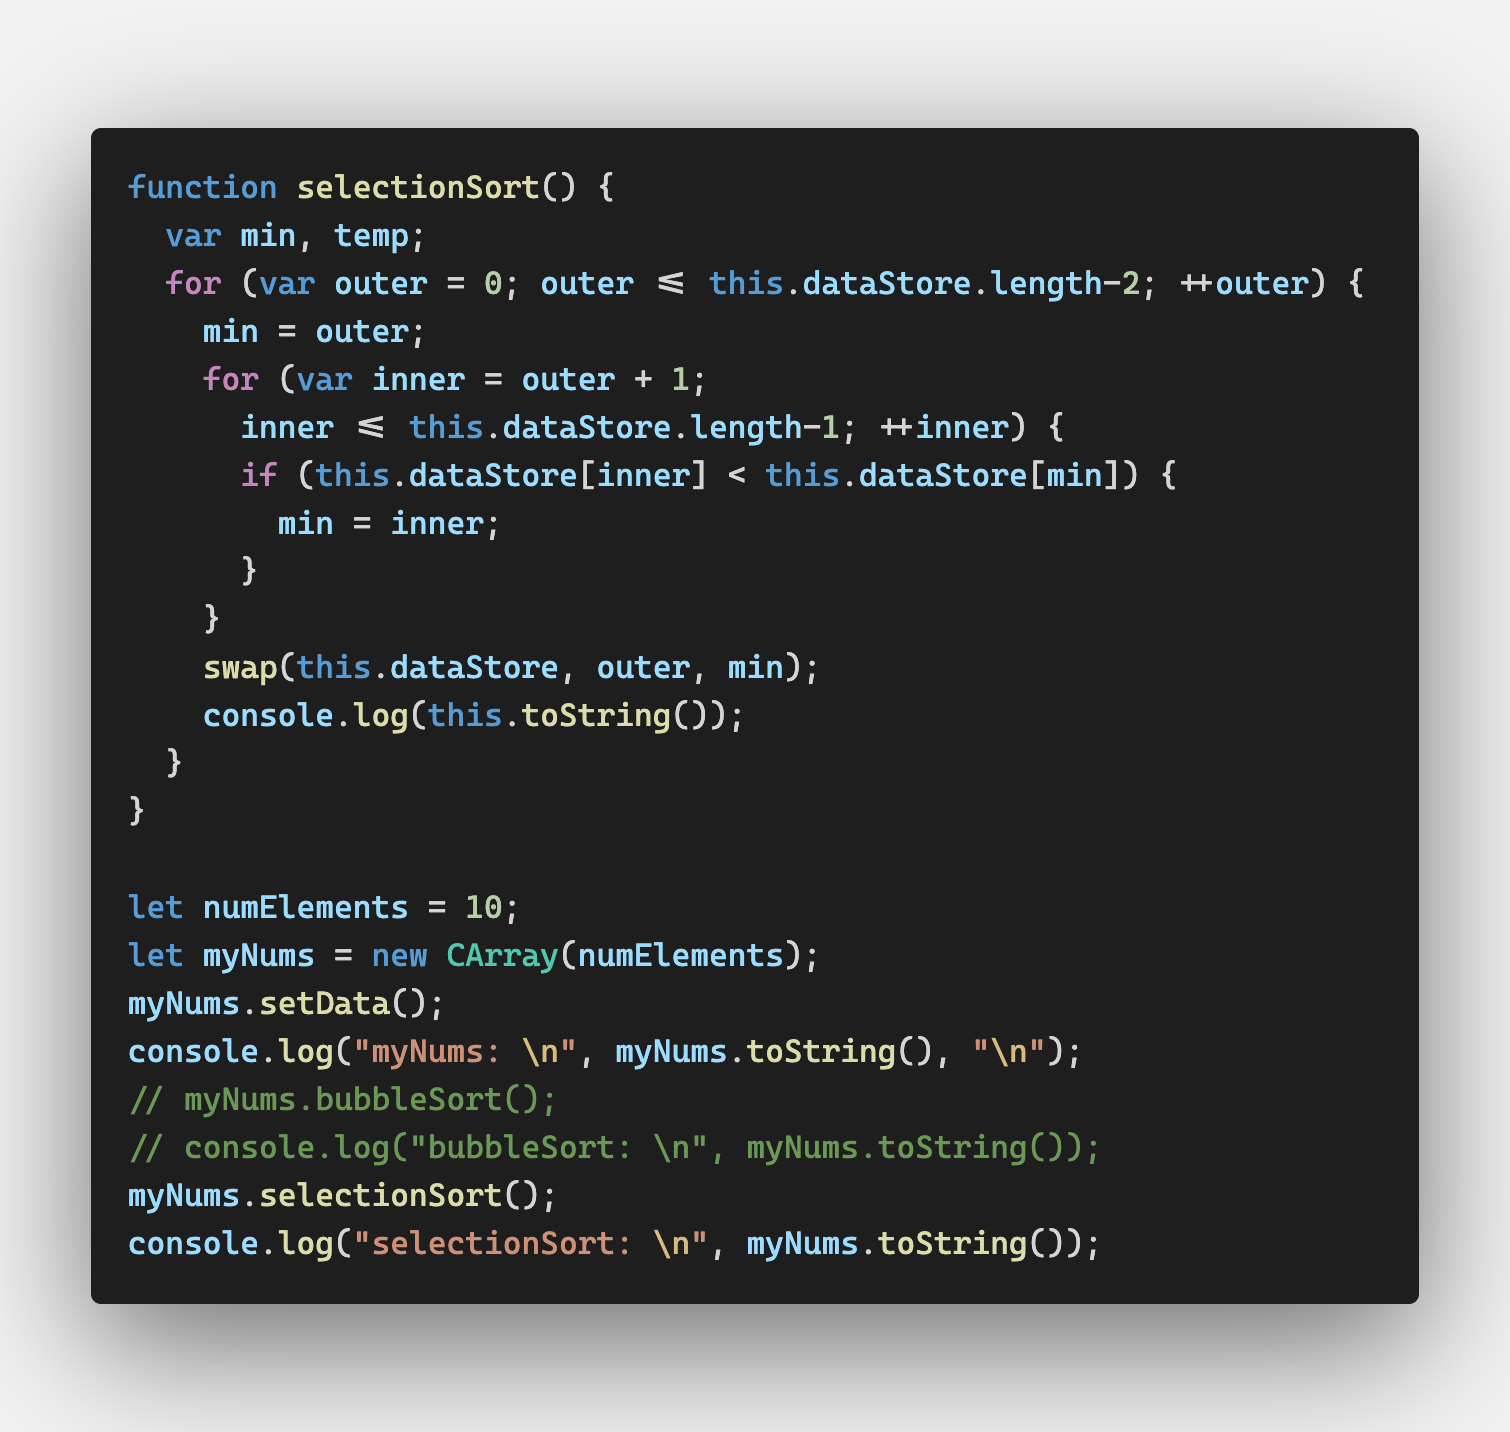 function selectionSort() {
  var min, temp;
  for (var outer = 0; outer <= this.dataStore.length-2; ++outer) {
    min = outer;
    for (var inner = outer + 1;
      inner <= this.dataStore.length-1; ++inner) {
      if (this.dataStore[inner] < this.dataStore[min]) {
        min = inner;
      }
    }
    swap(this.dataStore, outer, min);
    console.log(this.toString());
  }
}

let numElements = 10;
let myNums = new CArray(numElements);
myNums.setData();
console.log("myNums: \n", myNums.toString(), "\n");
// myNums.bubbleSort();
// console.log("bubbleSort: \n", myNums.toString());
myNums.selectionSort();
console.log("selectionSort: \n", myNums.toString());